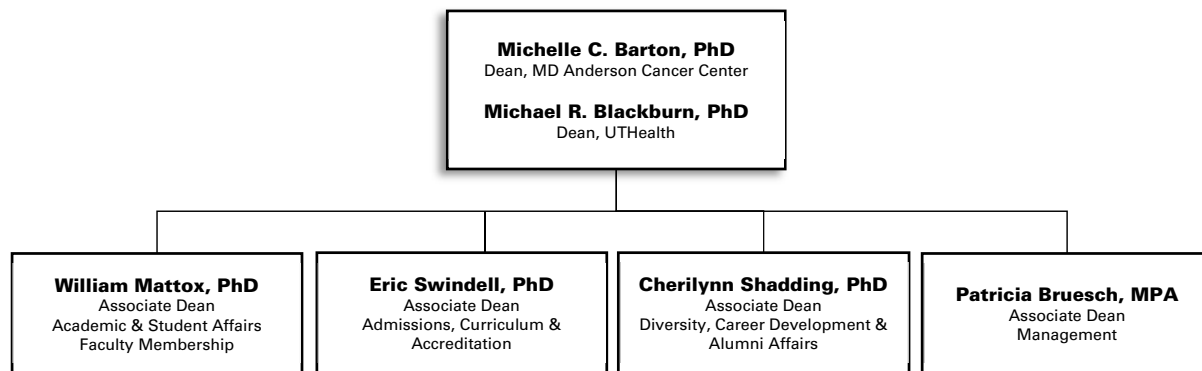 Michelle C. Barton, PhD
Dean, MD Anderson Cancer Center
Michael R. Blackburn, PhD
Dean, UTHealth
William Mattox, PhD
Associate Dean
Academic & Student Affairs
Faculty Membership
Eric Swindell, PhD
Associate Dean
Admissions, Curriculum &
Accreditation
Cherilynn Shadding, PhD
Associate Dean
Diversity, Career Development &
Alumni Affairs
Patricia Bruesch, MPA
Associate Dean
Management